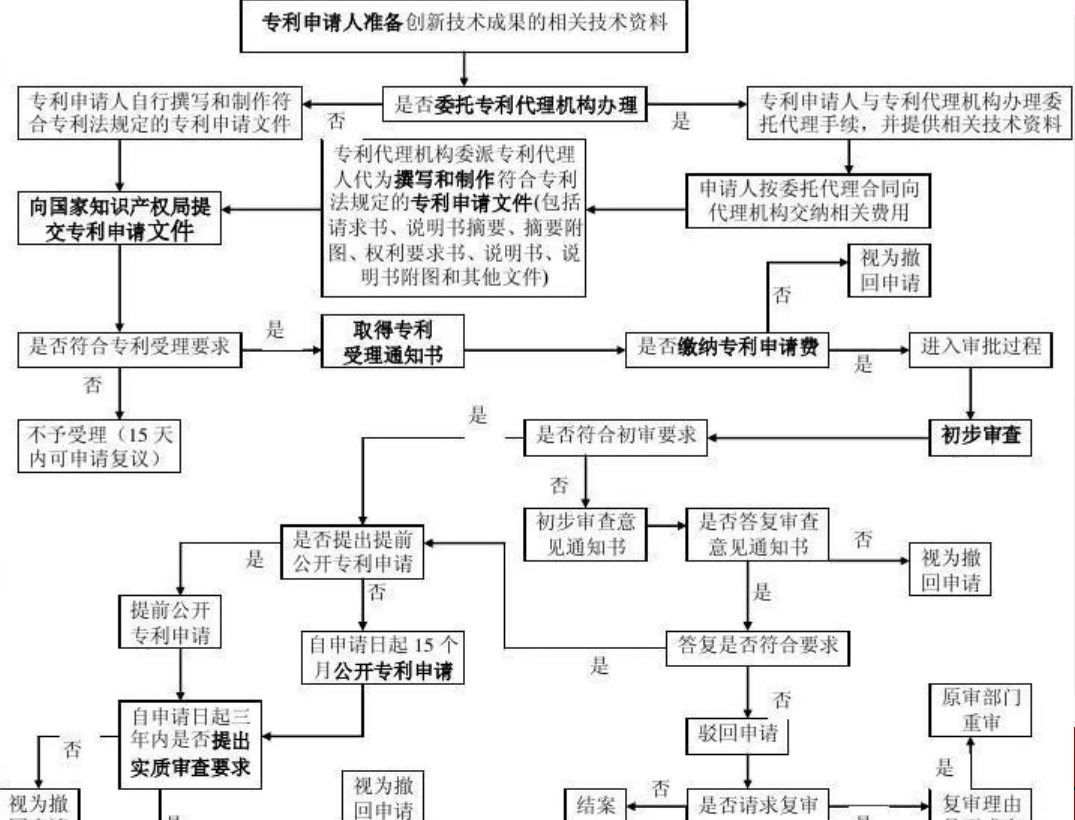 专利申请人准备创新技术成果的相关技术资料
专利申请人自行撰写和制作符
合专利法规定的专利申请文件
否
是否委托专利代理机构办理
是
专利申请人与专利代理机构办理委
托代理手续，并提供相关技术资料
专利代理机构委派专利代理
人代为撰写和制作符合专利
法规定的专利申请文件(包括
请求书、说明书摘要、摘要附
图、权利要求书、说明书、说
明书附图和其他文件)
申请人按委托代理合同向
代理机构交纳相关费用
向国家知识产权局提
交专利申请文件
视为撤
回申请
否
是否符合专利受理要求
是
取得专利
受理通知书
是否缴纳专利申请费
是
进入审批过程
否
不予受理（15 天
内可申请复议）
是
是否符合初审要求
初步审查
否
初步审查意
见通知书
是否答复审查
意见通知书
否
视为撤
回申请
是否提出提前
公开专利申请
是
否
是
提前公开
专利申请
自申请日起 15 个
月公开专利申请
是
答复是否符合要求
否
自申请日起三
年内是否提出
实质审查要求
否
驳回申请
原审部门
重审
是
视为撤
视为撤
回申请
结案
否
是否请求复审
复审理由